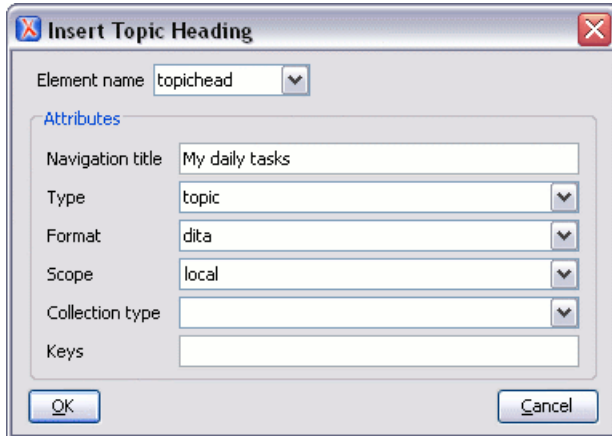 Insert Topic Heading
Element name topichead
Attributes
Navigation title My daily tasks
Type topic
Format dita
Scope local
Collection type
Keys
OK Cancel